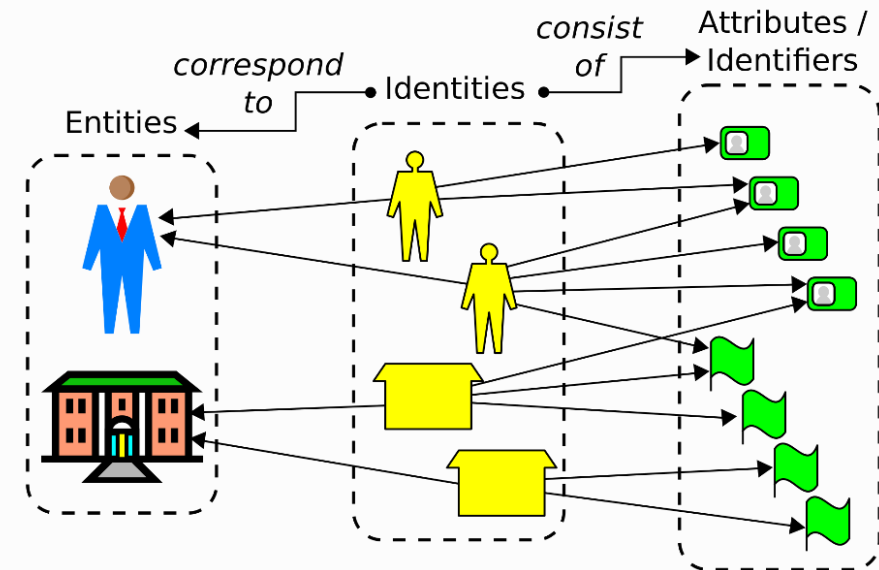 Entities
correspond
to
Identities
consist
of
Attributes /
Identifiers